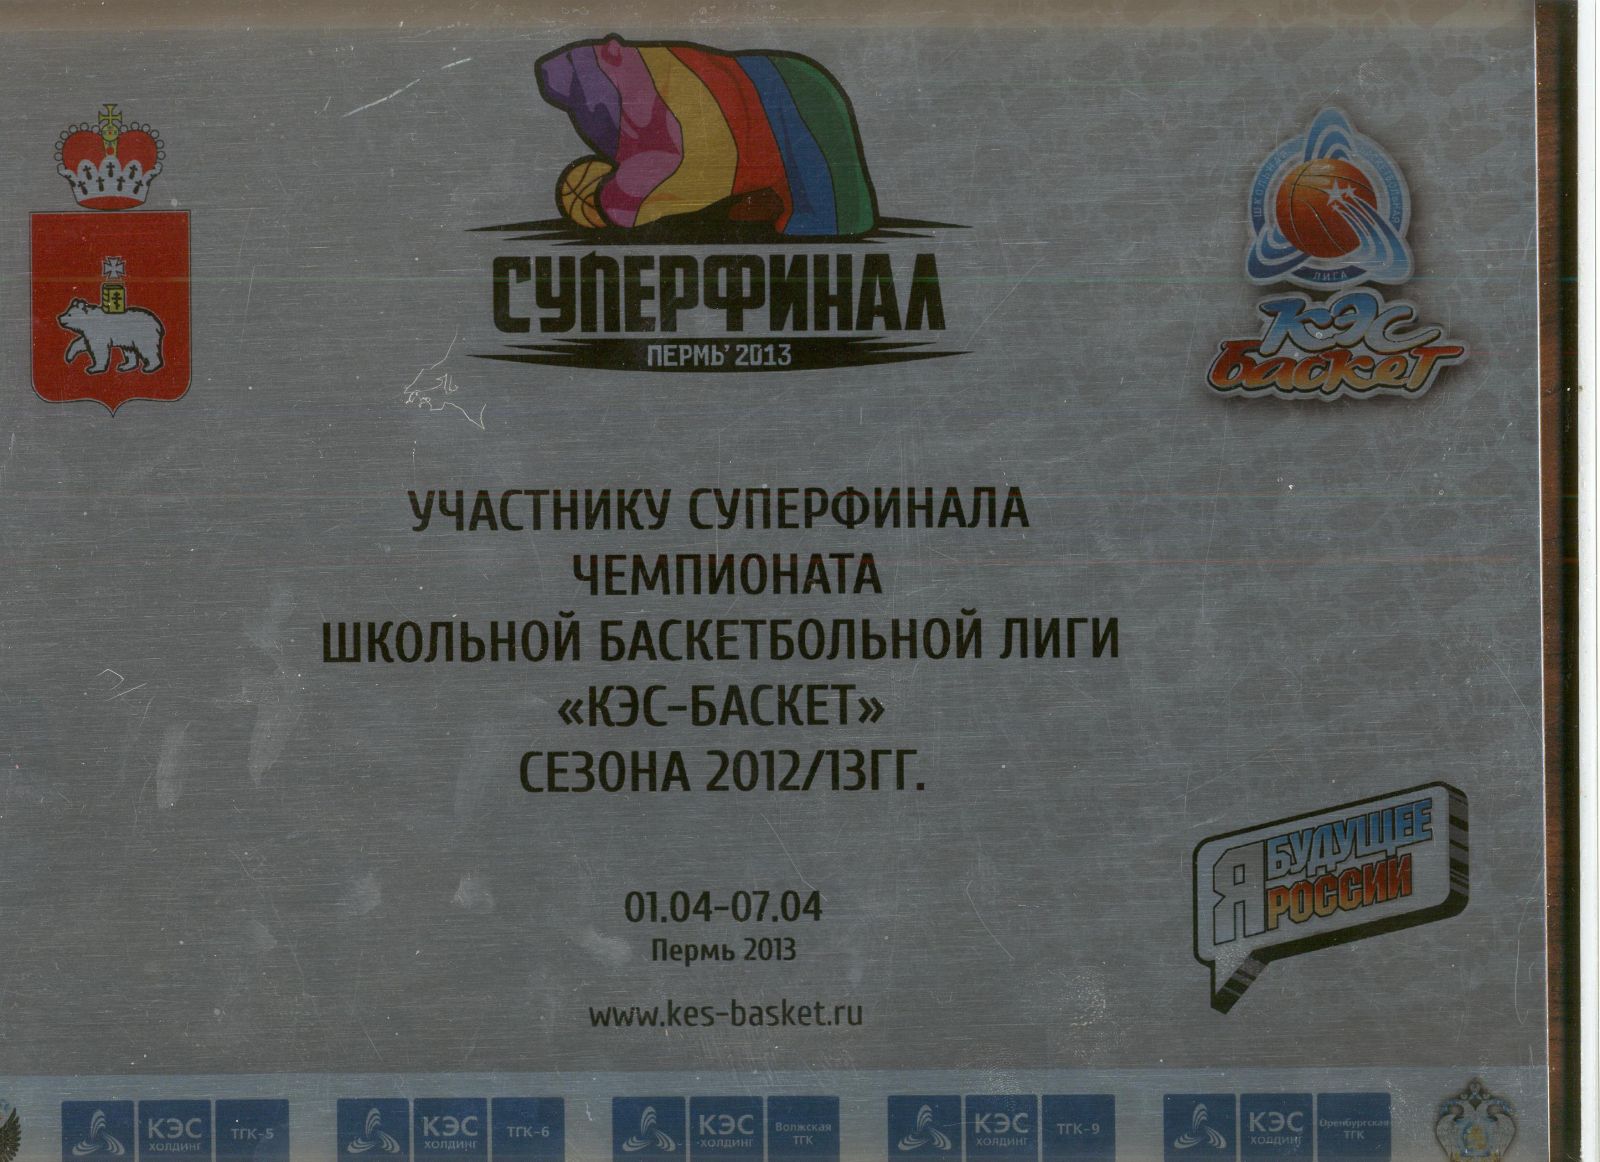 СУПЕРФИНАЛ
ПЕРМЬ' 2013
ЛИГА
КЭС
баскет
УЧАСТНИКУ СУПЕРФИНАЛА
ЧЕМПИОНАТА
ШКОЛЬНОЙ БАСКЕТБОЛЬНОЙ ЛИГИ
«КЭС-БАСКЕТ»
СЕЗОНА 2012/13ГГ.
Я БУДУЩЕЕ
РОССИИ
01.04-07.04
Пермь 2013
www.kes-basket.ru
КЭС ХОЛДИНГ ТГК-5
КЭС ХОЛДИНГ ТГК-6
КЭС ХОЛДИНГ Волжская ТГК
КЭС ХОЛДИНГ ТГК-9
КЭС ХОЛДИНГ Оренбургская ТГК